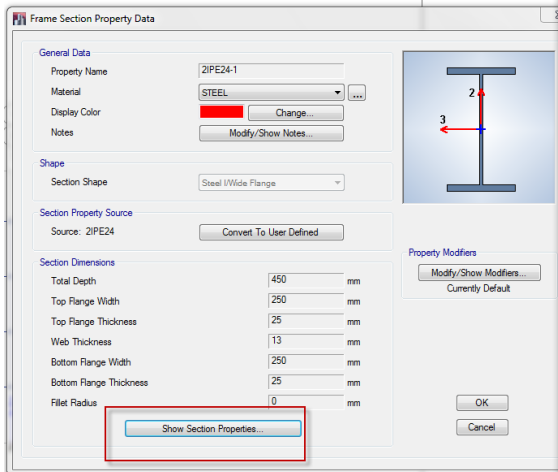 Frame Section Property Data
General Data
Property Name 2IPE24-1
Material STEEL ...
Display Color Change...
Notes Modify/Show Notes...
2
3
Shape
Section Shape Steel I/Wide Flange
Section Property Source
Source: 2IPE24 Convert To User Defined
Property Modifiers
Modify/Show Modifiers...
Currently Default
Section Dimensions
Total Depth 450 mm
Top Flange Width 250 mm
Top Flange Thickness 25 mm
Web Thickness 13 mm
Bottom Flange Width 250 mm
Bottom Flange Thickness 25 mm
Fillet Radius 0 mm
Show Section Properties...
OK
Cancel